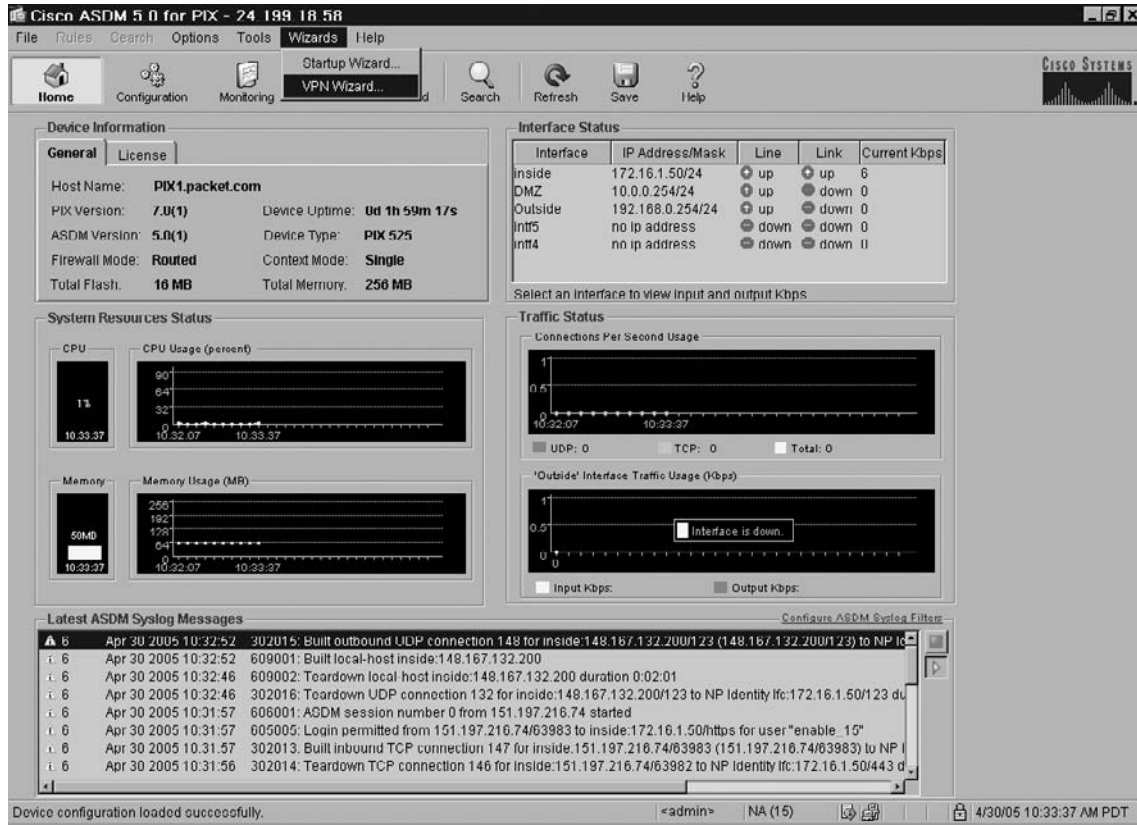 Cisco ASDM 5.0 for PIX - 24.199.18.58
File Rules Search Options Tools Wizards Help
Startup Wizard...
VPN Wizard...
Home Configuration Monitoring Search Refresh Save Help
CISCO SYSTEMS
Device Information
General License
Host Name: PIX1.packet.com
PIX Version: 7.0(1) Device Uptime: 0d 1h 59m 17s
ASDM Version: 5.0(1) Device Type: PIX 525
Firewall Mode: Routed Context Mode: Single
Total Flash: 16 MB Total Memory: 256 MB
Interface Status
Interface IP Address/Mask Line Link Current Kbps
inside 172.16.1.50/24 up up 6
DMZ 10.0.0.254/24 up down 0
Outside 192.168.0.254/24 up down 0
intf5 no ip address down down 0
intf4 no ip address down down 0
Select an interface to view input and output Kbps
System Resources Status
CPU
1%
10:33:37
CPU Usage (percent)
90
64
32
0
10:32:07 10:33:37
Memory
50MB
10:33:37
Memory Usage (MB)
256
192
128
64
0
10:32:07 10:33:37
Traffic Status
Connections Per Second Usage
1
0.5
0
10:32:07 10:33:37
UDP: 0 TCP: 0 Total: 0
'Outside' Interface Traffic Usage (Kbps)
1
0.5
0
0
Interface is down.
Input Kbps: Output Kbps:
Latest ASDM Syslog Messages
Configure ASDM Syslog Filters
6 Apr 30 2005 10:32:52 302015: Built outbound UDP connection 148 for inside:148.167.132.200/123 (148.167.132.200/123) to NP Ic
6 Apr 30 2005 10:32:52 609001: Built local-host inside:148.167.132.200
6 Apr 30 2005 10:32:46 609002: Teardown local-host inside:148.167.132.200 duration 0:02:01
6 Apr 30 2005 10:32:46 302016: Teardown UDP connection 132 for inside:148.167.132.200/123 to NP Identity Ifc:172.16.1.50/123 du
6 Apr 30 2005 10:31:57 606001: ASDM session number 0 from 151.197.216.74 started
6 Apr 30 2005 10:31:57 605005: Login permitted from 151.197.216.74/63983 to inside:172.16.1.50/https for user "enable_15"
6 Apr 30 2005 10:31:57 302013: Built inbound TCP connection 147 for inside:151.197.216.74/63983 (151.197.216.74/63983) to NP I
6 Apr 30 2005 10:31:56 302014: Teardown TCP connection 146 for inside:151.197.216.74/63982 to NP Identity Ifc:172.16.1.50/443 d
Device configuration loaded successfully. <admin> NA (15) 4/30/05 10:33:37 AM PDT